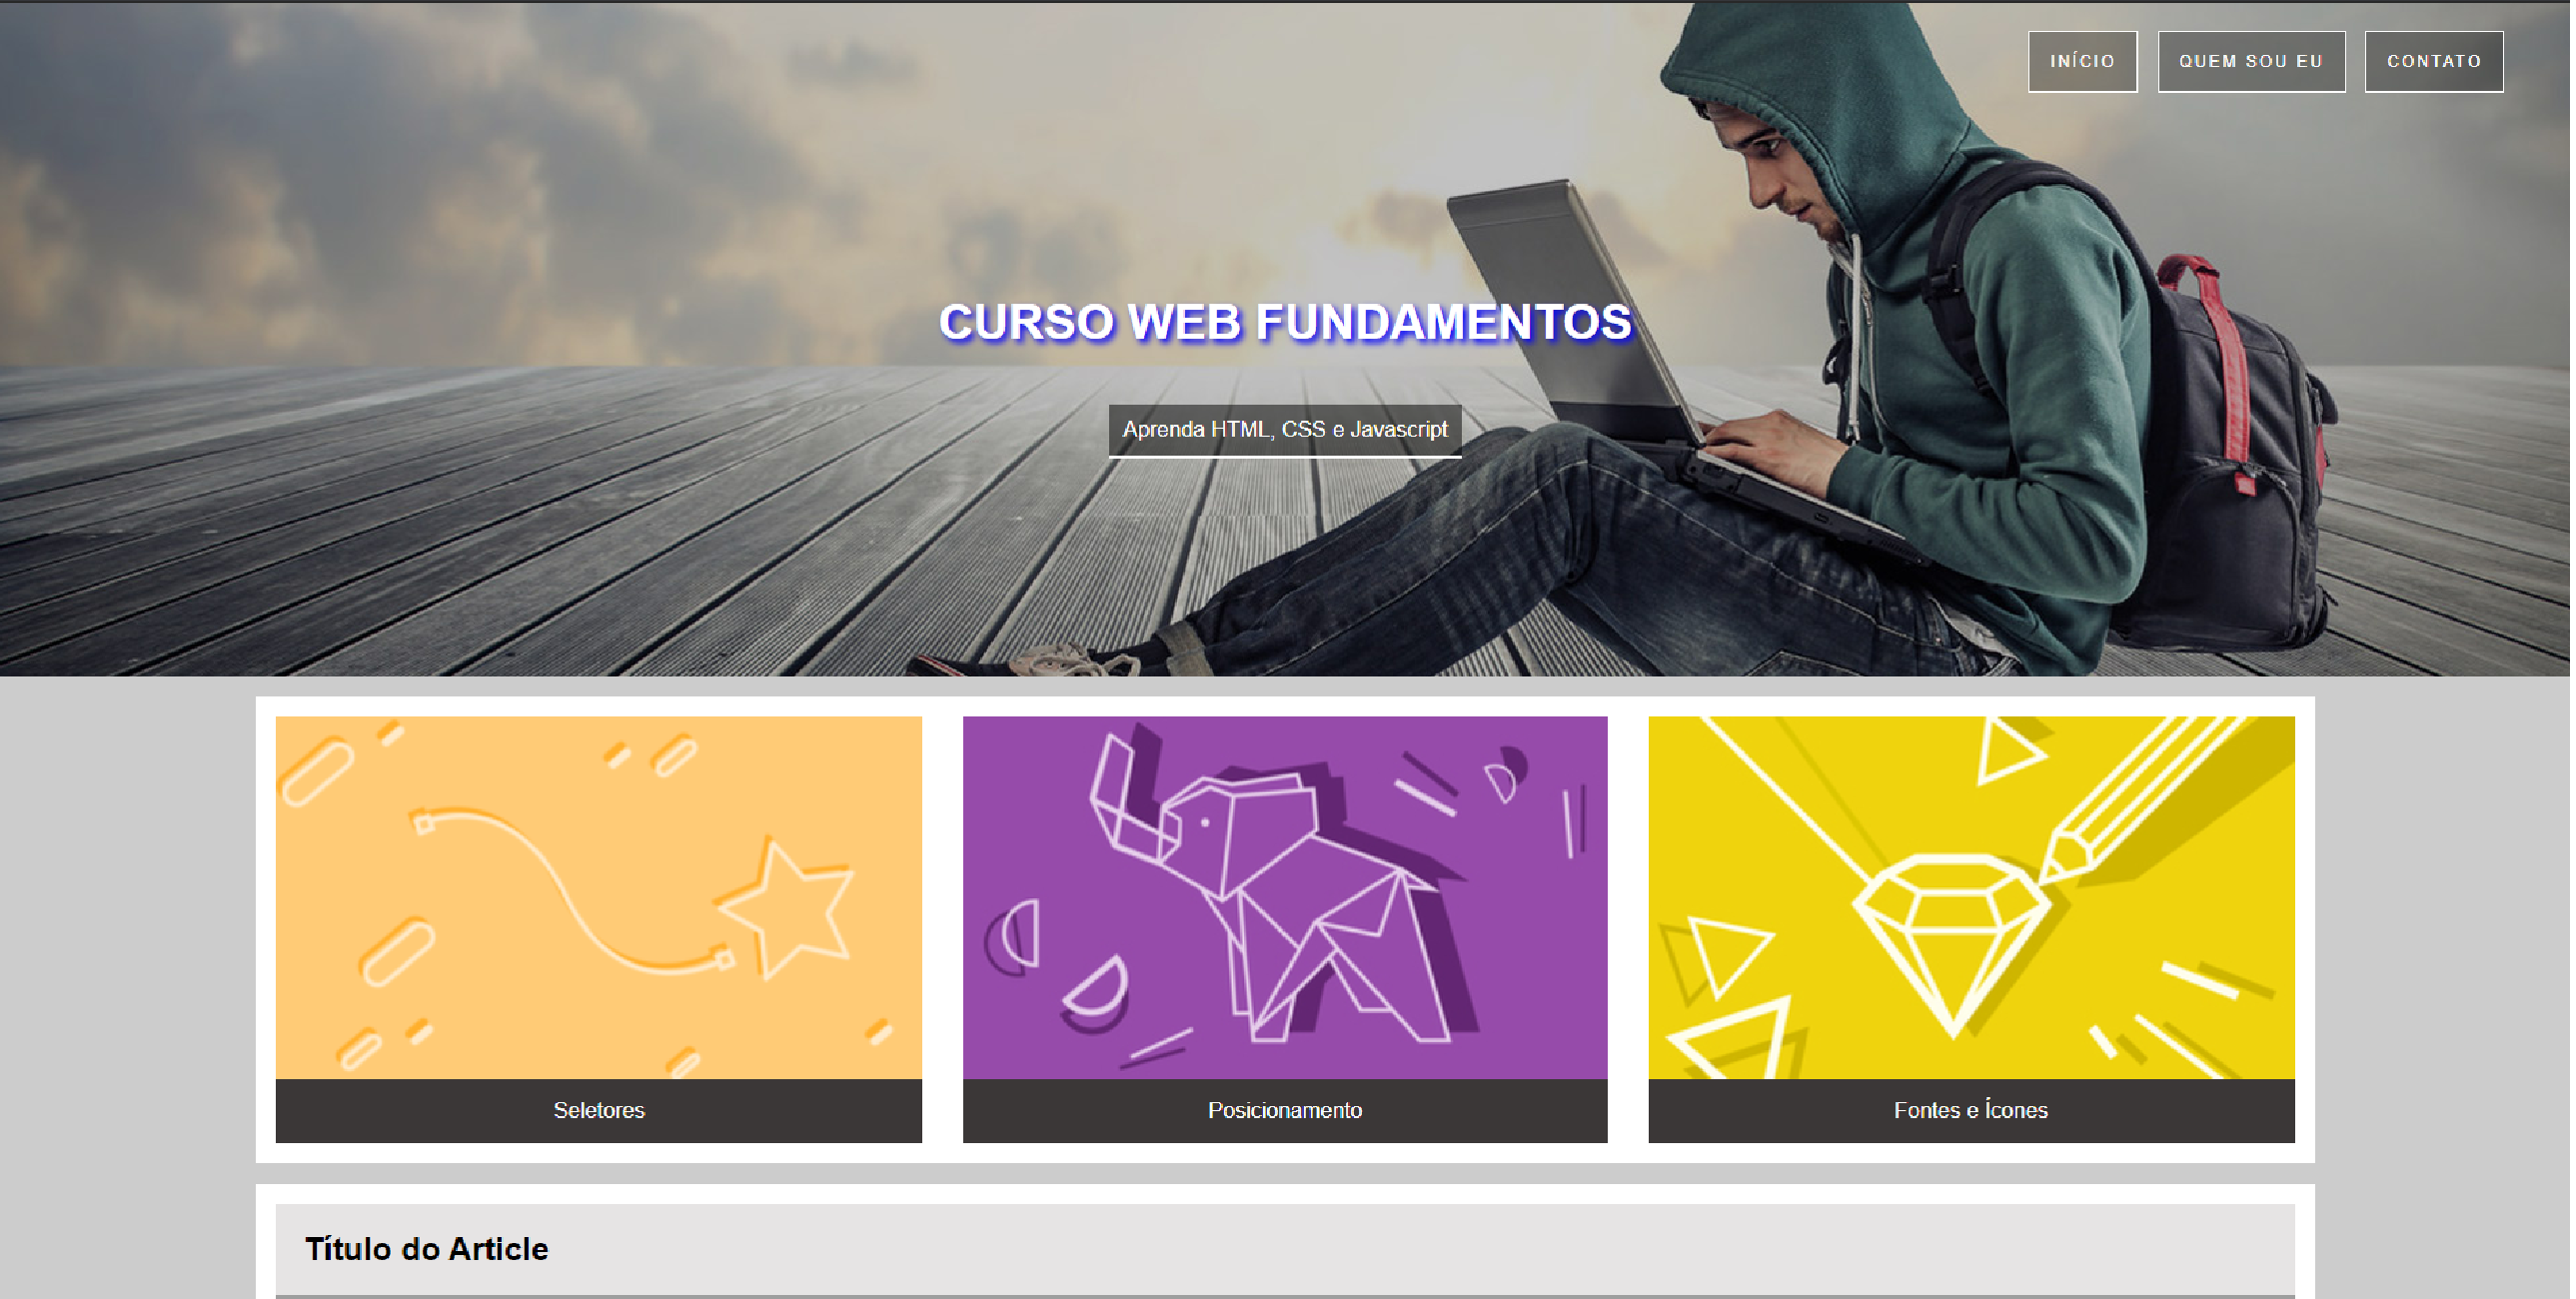 INÍCIO
QUEM SOU EU
CONTATO
CURSO WEB FUNDAMENTOS
Aprenda HTML, CSS e Javascript
Seletores
Posicionamento
Fontes e Ícones
Título do Article